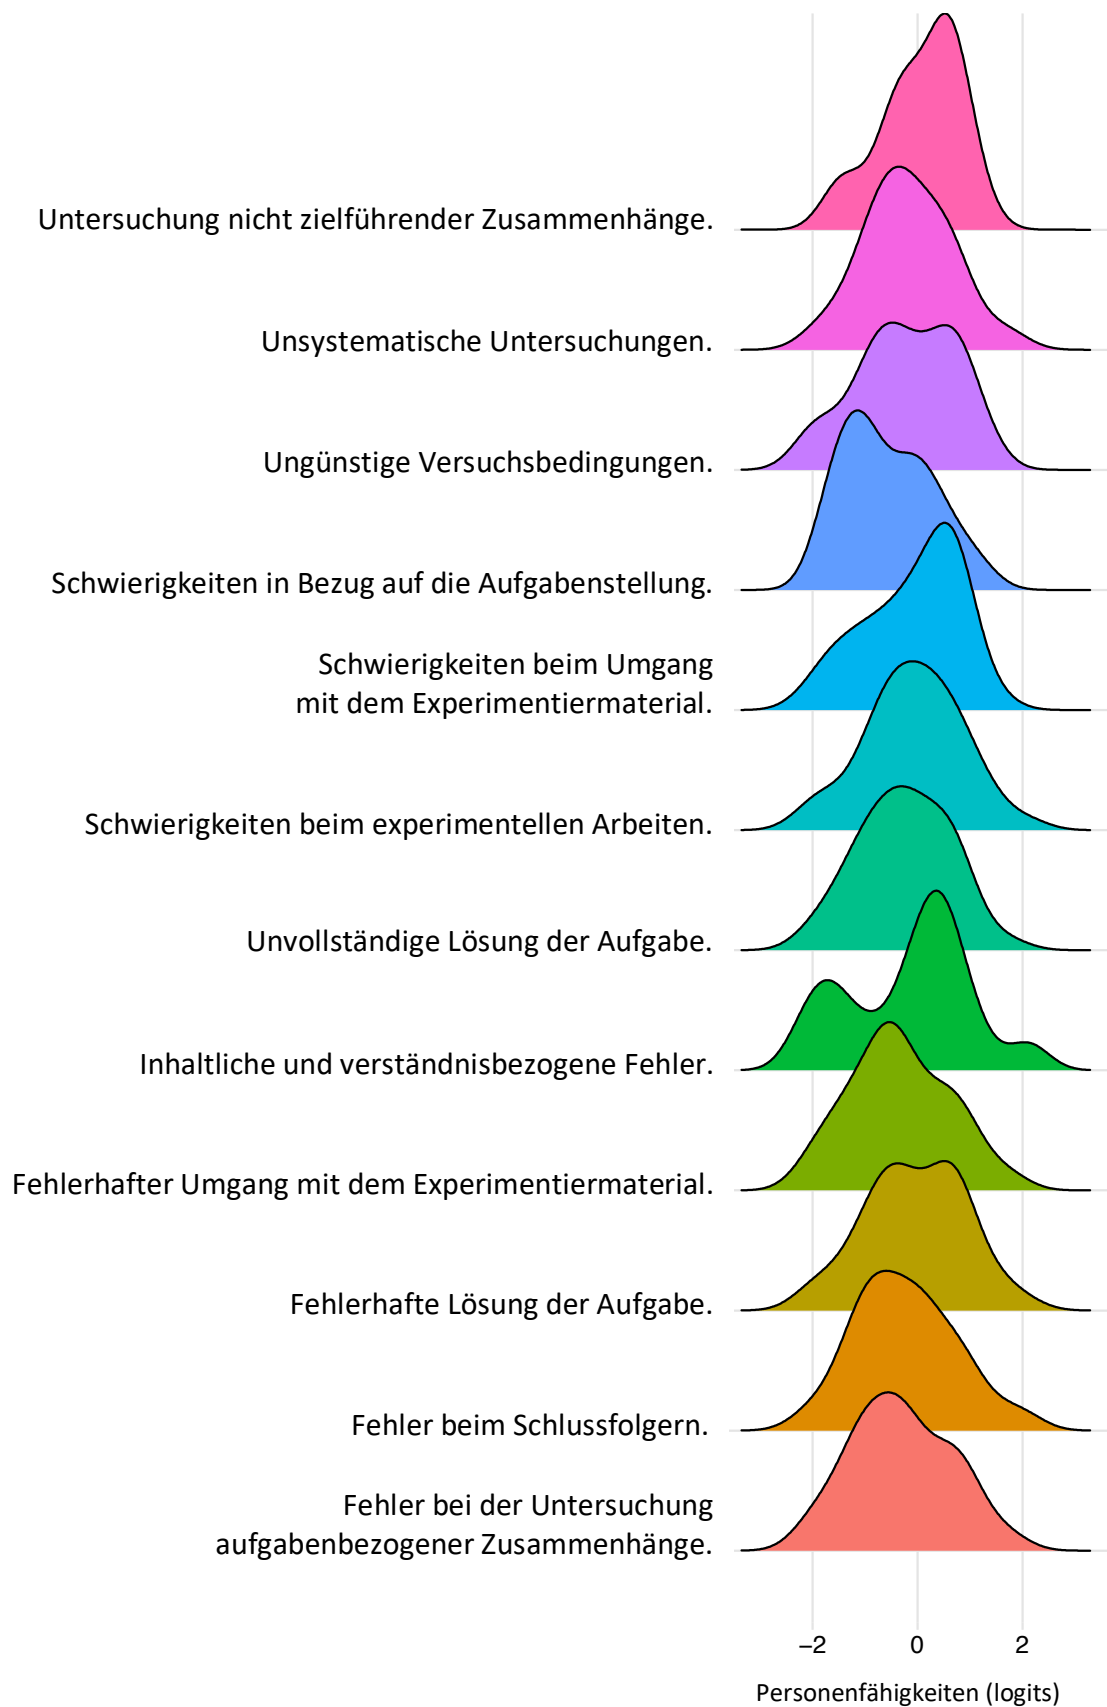 Untersuchung nicht zielführender Zusammenhänge.
Unsystematische Untersuchungen.
Ungünstige Versuchsbedingungen.
Schwierigkeiten in Bezug auf die Aufgabenstellung.
Schwierigkeiten beim Umgang
mit dem Experimentiermaterial.
Schwierigkeiten beim experimentellen Arbeiten.
Unvollständige Lösung der Aufgabe.
Inhaltliche und verständnisbezogene Fehler.
Fehlerhafter Umgang mit dem Experimentiermaterial.
Fehlerhafte Lösung der Aufgabe.
Fehler beim Schlussfolgern.
Fehler bei der Untersuchung
aufgabenbezogener Zusammenhänge.
−2 0 2
Personenfähigkeiten (logits)